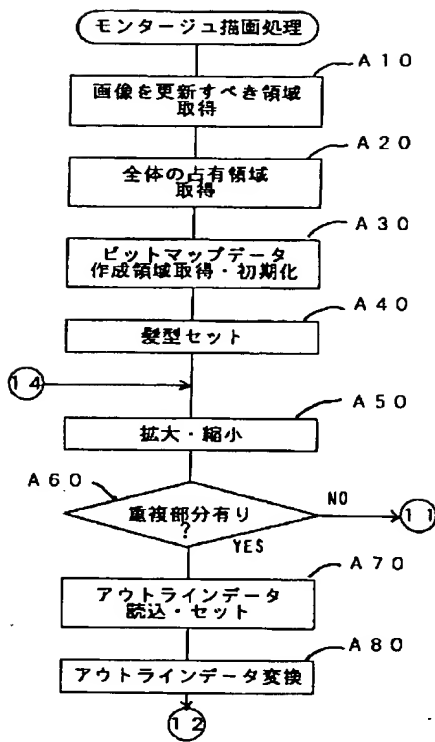 モンタージュ描画処理
A10
画像を更新すべき領域
取得
A20
全体の占有領域
取得
A30
ビットマップデータ
作成領域取得・初期化
A40
髪型セット
14
A50
拡大・縮小
A60
重複部分有り
?
NO
11
YES
A70
アウトラインデータ
読込・セット
A80
アウトラインデータ変換
12